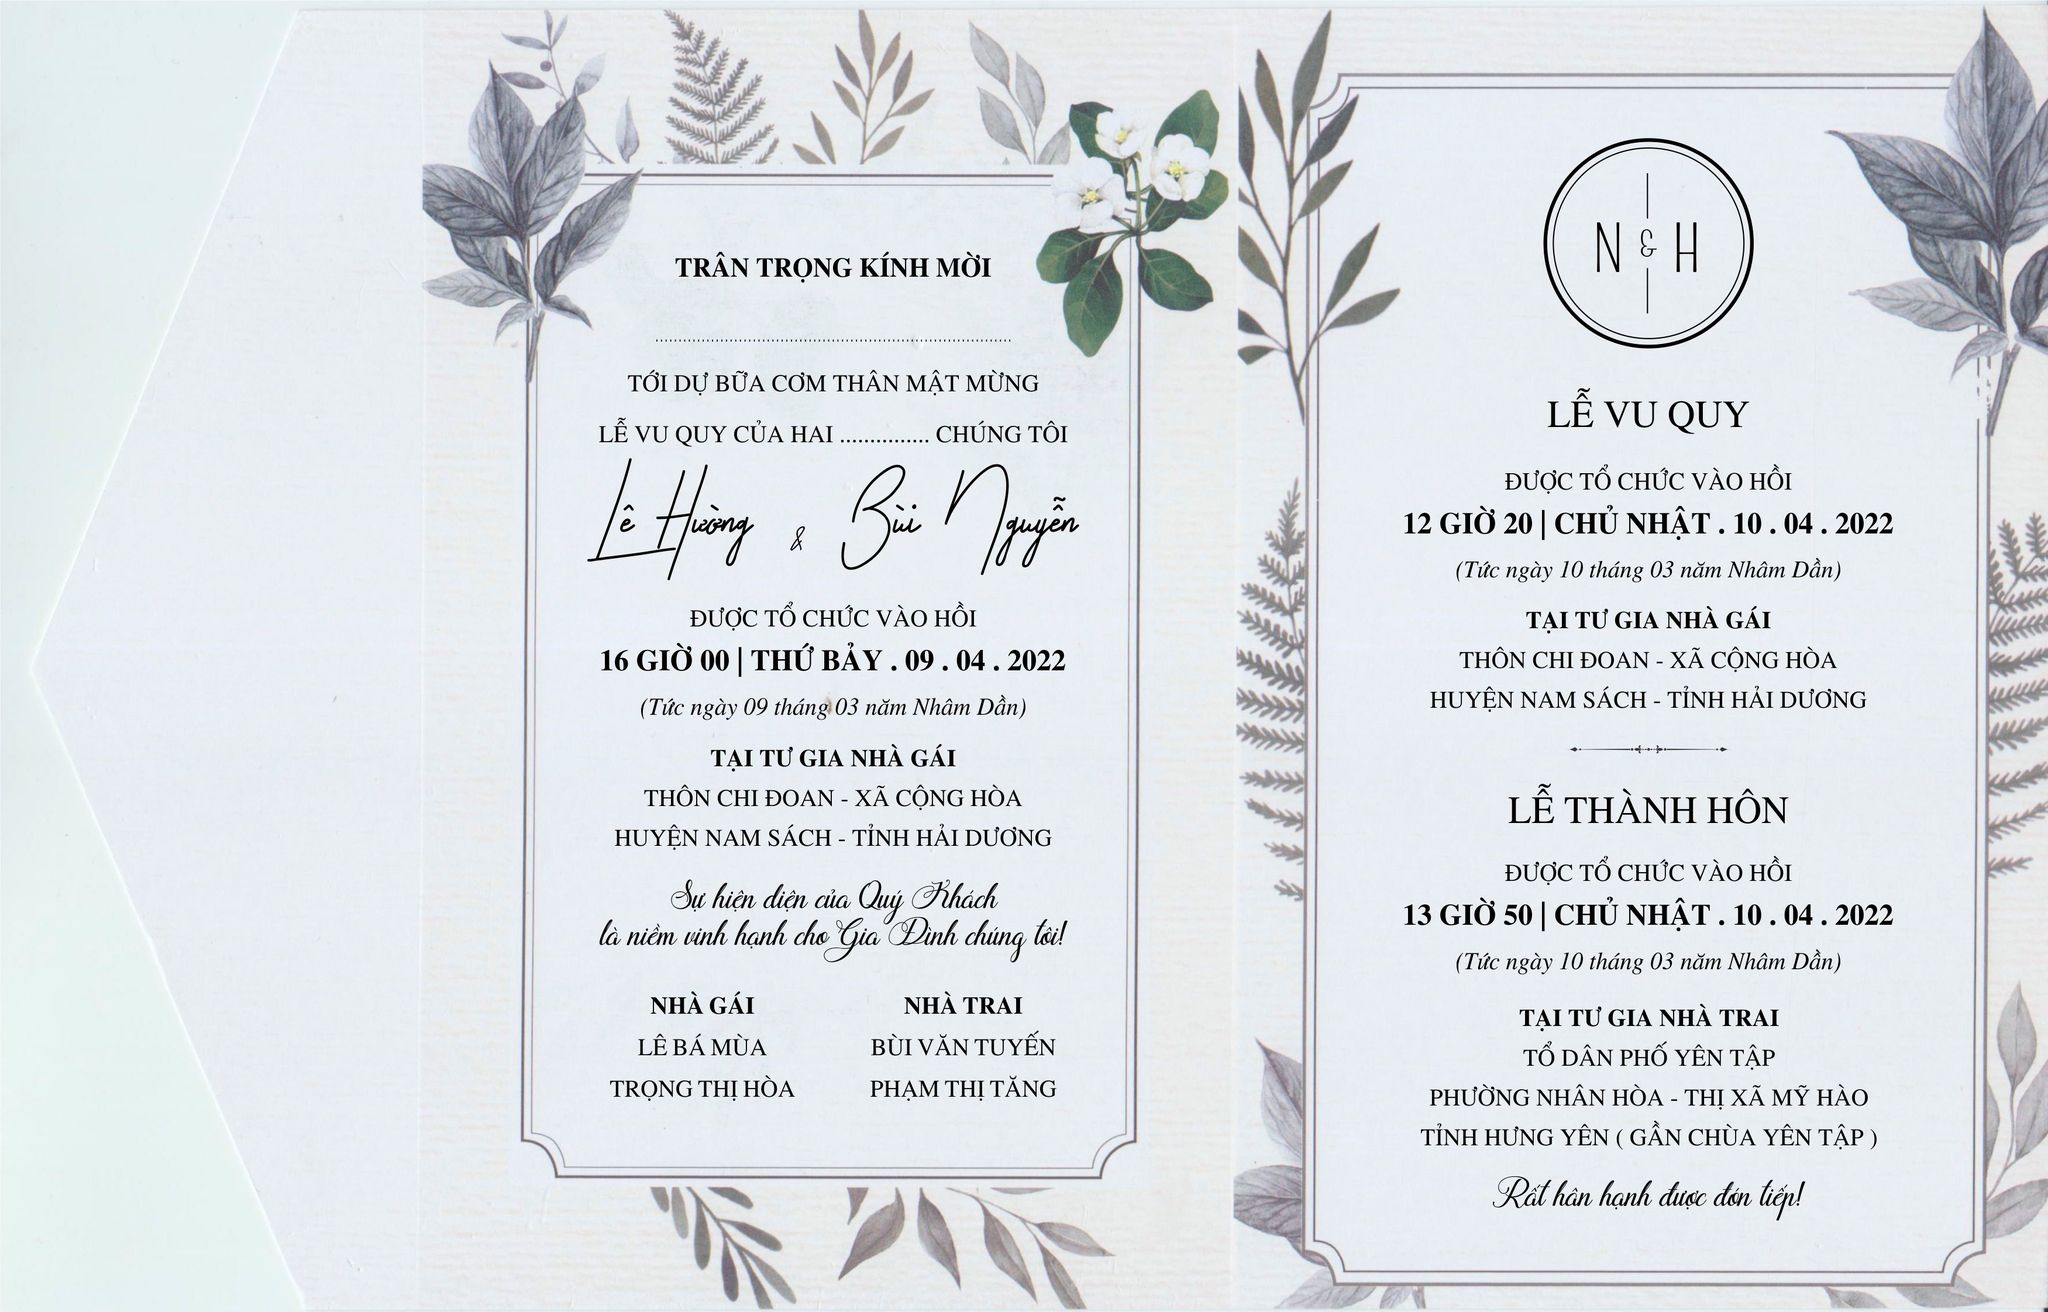 TRÂN TRỌNG KÍNH MỜI
.......................................................................
TỚI DỰ BỮA CƠM THÂN MẬT MỪNG
LỄ VU QUY CỦA HAI ............... CHÚNG TÔI
Lê Hường & Bùi Nguyễn
ĐƯỢC TỔ CHỨC VÀO HỒI
16 GIỜ 00 | THỨ BẢY . 09 . 04 . 2022
(Tức ngày 09 tháng 03 năm Nhâm Dần)
TẠI TƯ GIA NHÀ GÁI
THÔN CHI ĐOAN - XÃ CỘNG HÒA
HUYỆN NAM SÁCH - TỈNH HẢI DƯƠNG
Sự hiện diện của Quý Khách
là niềm vinh hạnh cho Gia Đình chúng tôi!
NHÀ GÁI
LÊ BÁ MÙA
TRỌNG THỊ HÒA
NHÀ TRAI
BÙI VĂN TUYẾN
PHẠM THỊ TĂNG
N & H
LỄ VU QUY
ĐƯỢC TỔ CHỨC VÀO HỒI
12 GIỜ 20 | CHỦ NHẬT . 10 . 04 . 2022
(Tức ngày 10 tháng 03 năm Nhâm Dần)
TẠI TƯ GIA NHÀ GÁI
THÔN CHI ĐOAN - XÃ CỘNG HÒA
HUYỆN NAM SÁCH - TỈNH HẢI DƯƠNG
LỄ THÀNH HÔN
ĐƯỢC TỔ CHỨC VÀO HỒI
13 GIỜ 50 | CHỦ NHẬT . 10 . 04 . 2022
(Tức ngày 10 tháng 03 năm Nhâm Dần)
TẠI TƯ GIA NHÀ TRAI
TỔ DÂN PHỐ YÊN TẬP
PHƯỜNG NHÂN HÒA - THỊ XÃ MỸ HÀO
TỈNH HƯNG YÊN ( GẦN CHÙA YÊN TẬP )
Rất hân hạnh được đón tiếp!